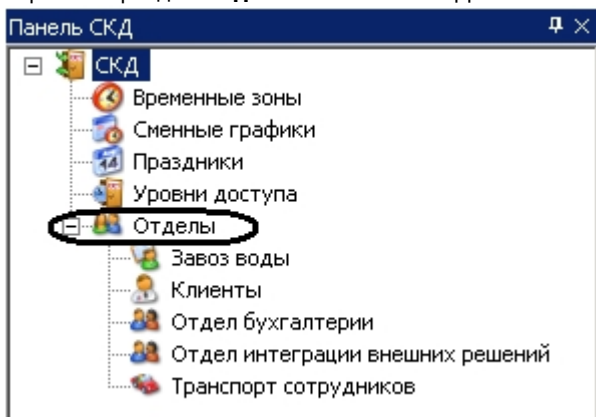 Панель СКД
СКД
Временные зоны
Сменные графики
14
Праздники
Уровни доступа
Отделы
Завоз воды
Клиенты
Отдел бухгалтерии
Отдел интеграции внешних решений
Транспорт сотрудников